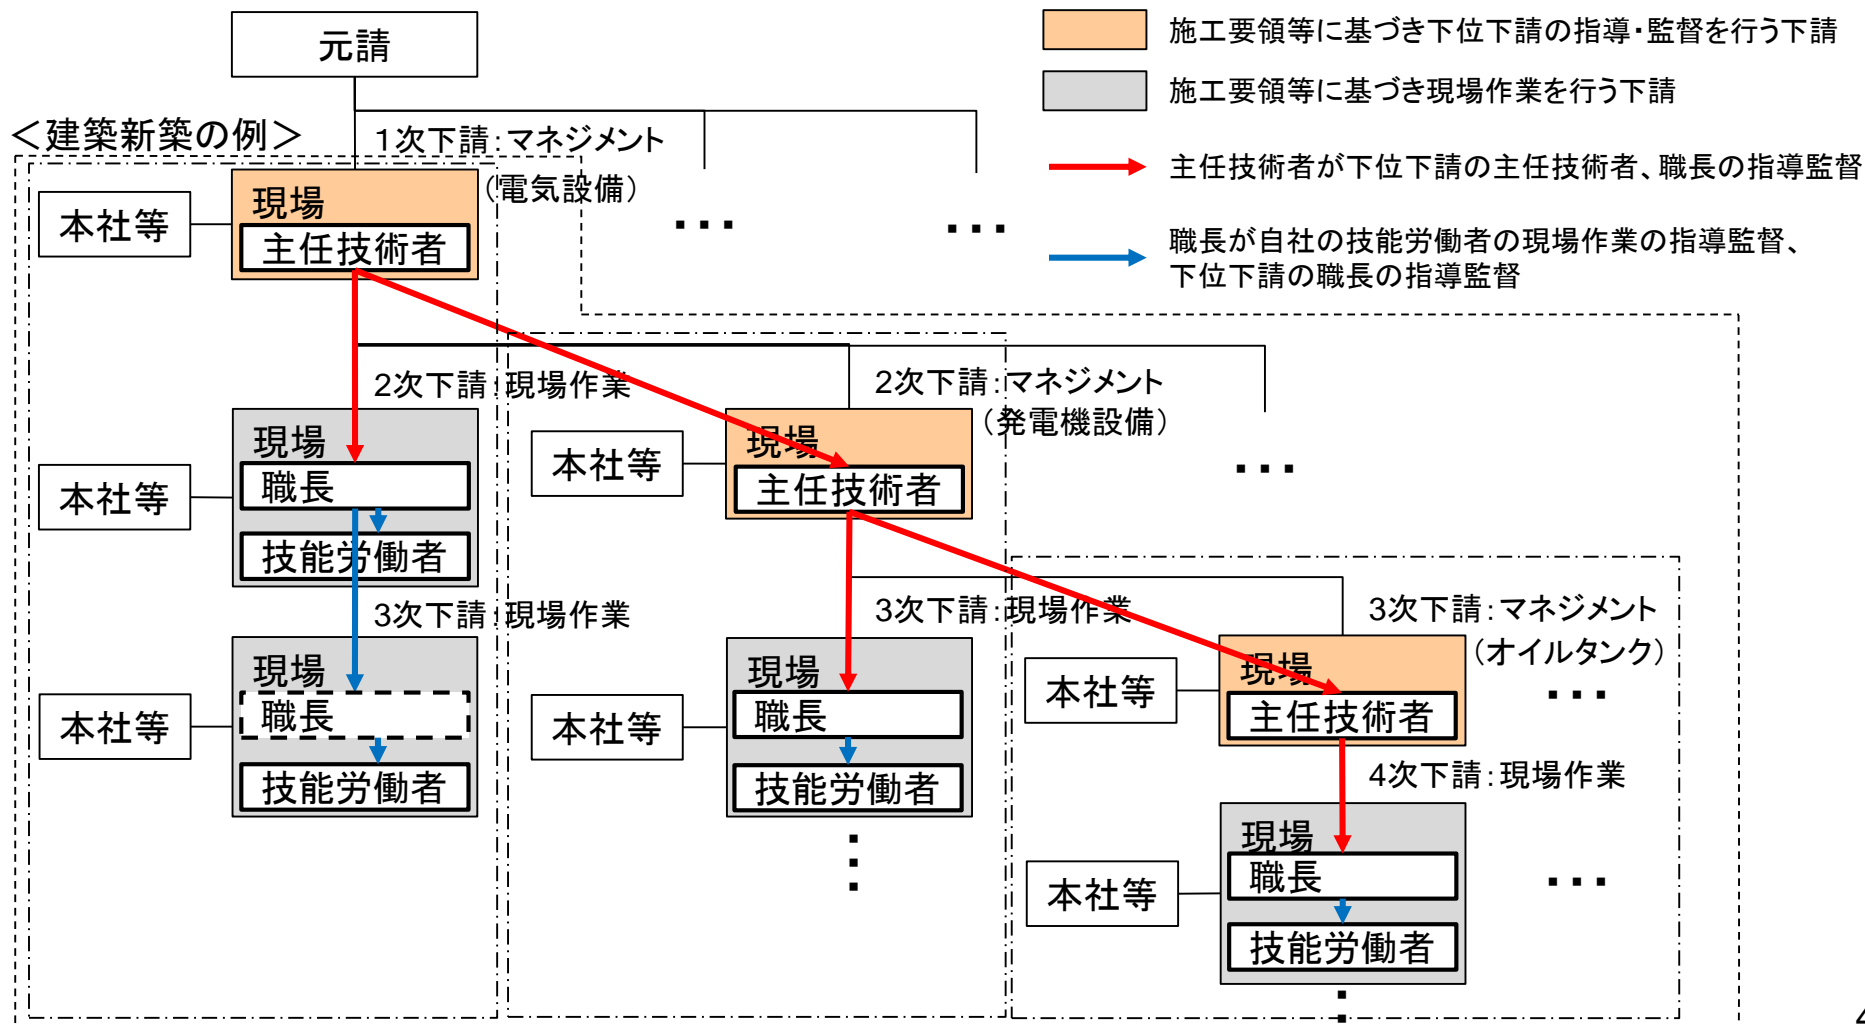 元請
施工要領等に基づき下位下請の指導・監督を行う下請
施工要領等に基づき現場作業を行う下請
主任技術者が下位下請の主任技術者、職長の指導監督
職長が自社の技能労働者の現場作業の指導監督、
下位下請の職長の指導監督
＜建築新築の例＞
1次下請：マネジメント
（電気設備）
本社等
現場
主任技術者
…
…
2次下請：現場作業
本社等
現場
職長
技能労働者
2次下請：マネジメント
（発電機設備）
本社等
現場
主任技術者
…
3次下請：現場作業
本社等
現場
職長
技能労働者
3次下請：現場作業
本社等
現場
職長
技能労働者
…
3次下請：マネジメント
（オイルタンク）
本社等
現場
主任技術者
…
4次下請：現場作業
本社等
現場
職長
技能労働者
…
…